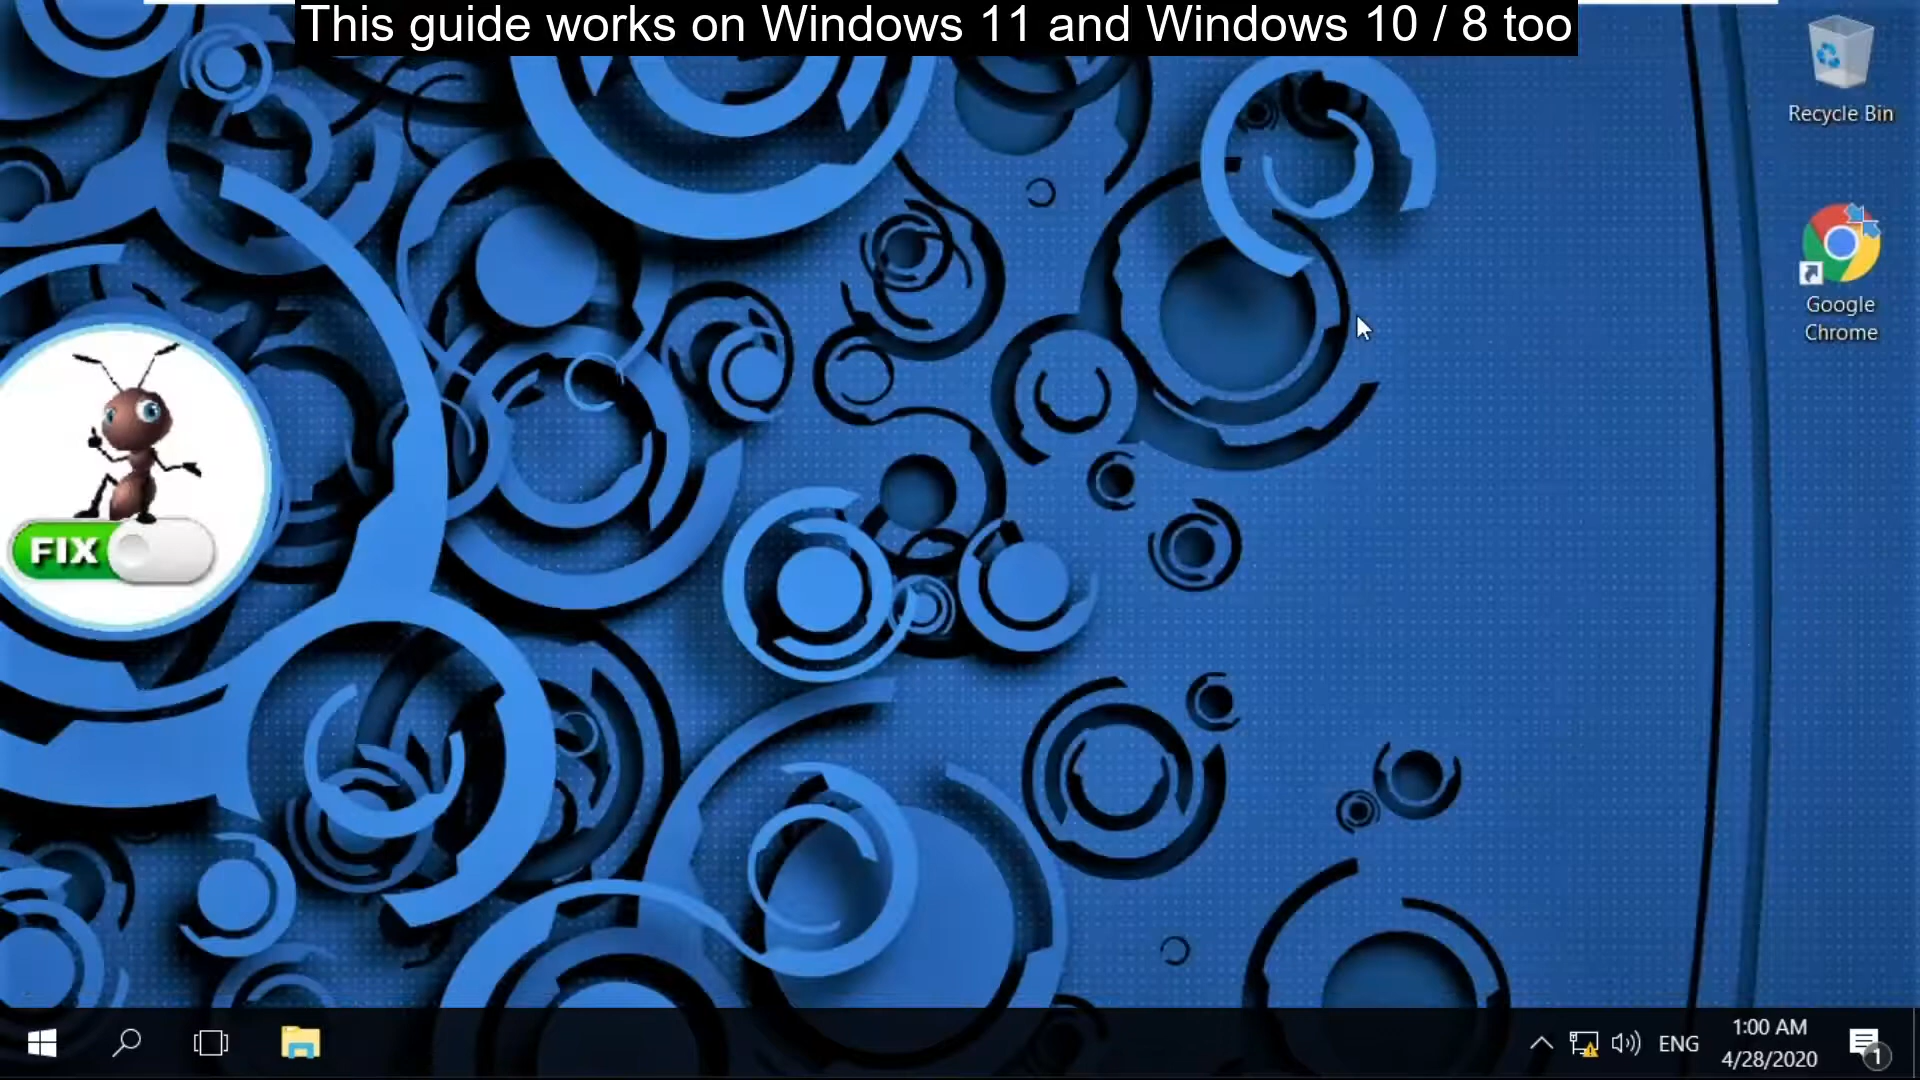 This guide works on Windows 11 and Windows 10 / 8 too
Recycle Bin
Google
Chrome
FIX
ENG
1:00 AM
4/28/2020
1